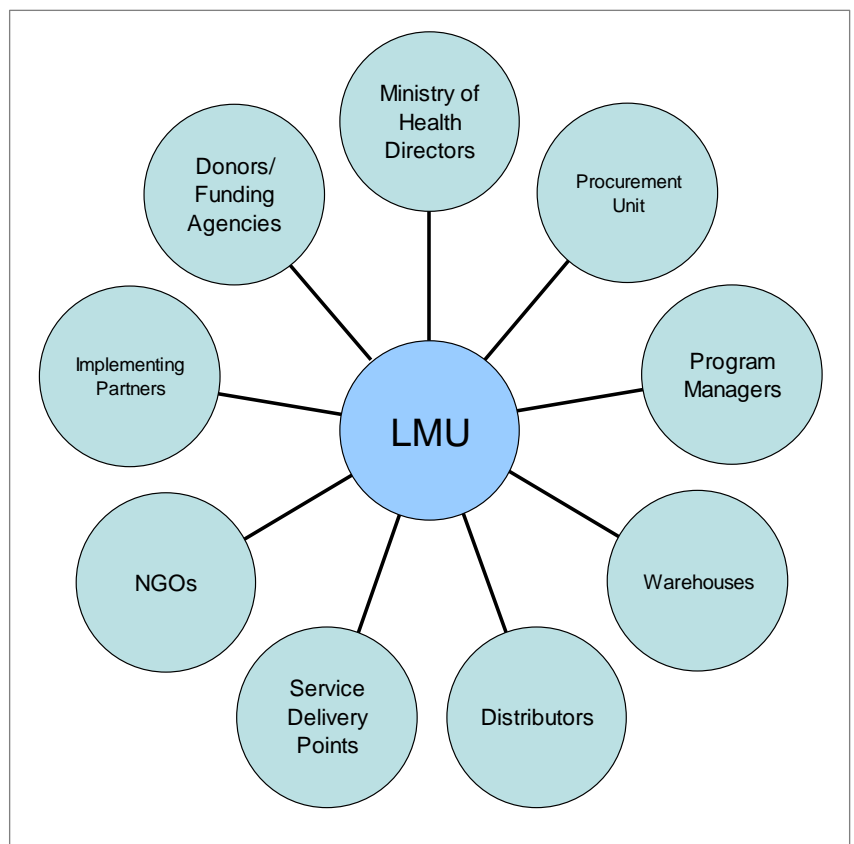 Ministry of
Health
Directors
Procurement
Unit
Program
Managers
Warehouses
Distributors
Service
Delivery
Points
NGOs
Implementing
Partners
Donors/
Funding
Agencies
LMU